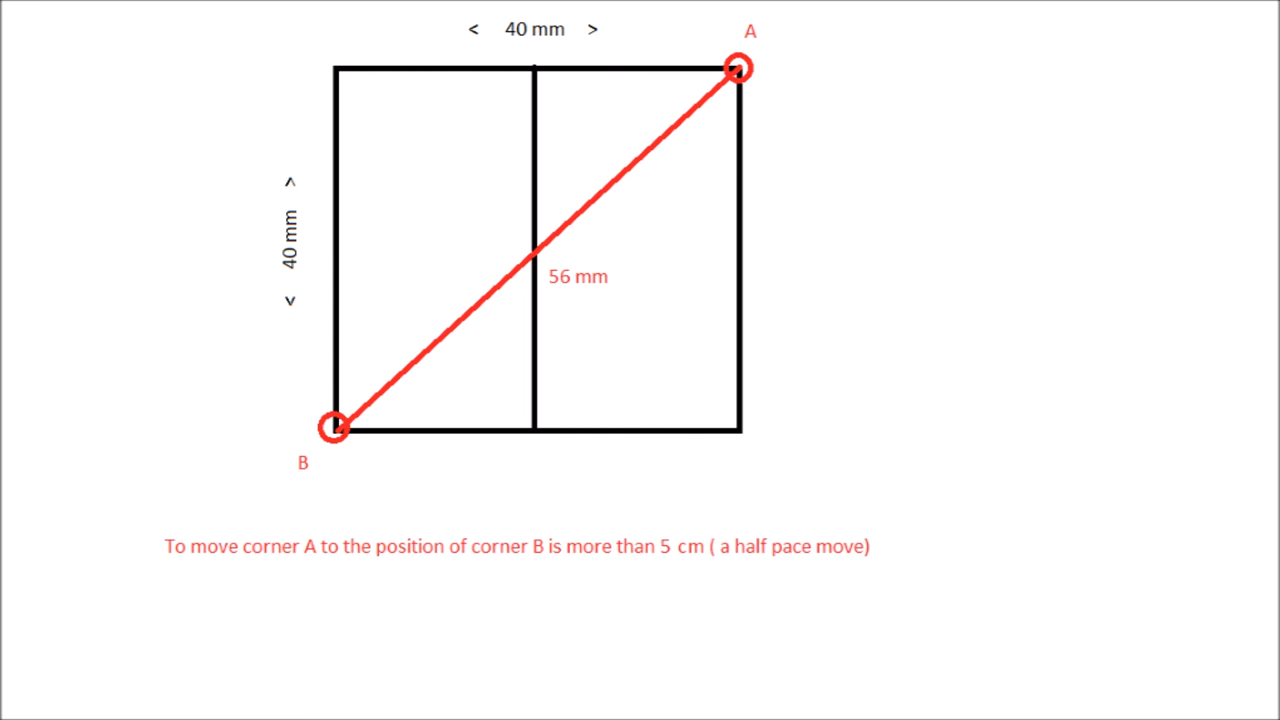 < 40 mm >
A
< 40 mm >
56 mm
B
To move corner A to the position of corner B is more than 5 cm ( a half pace move)